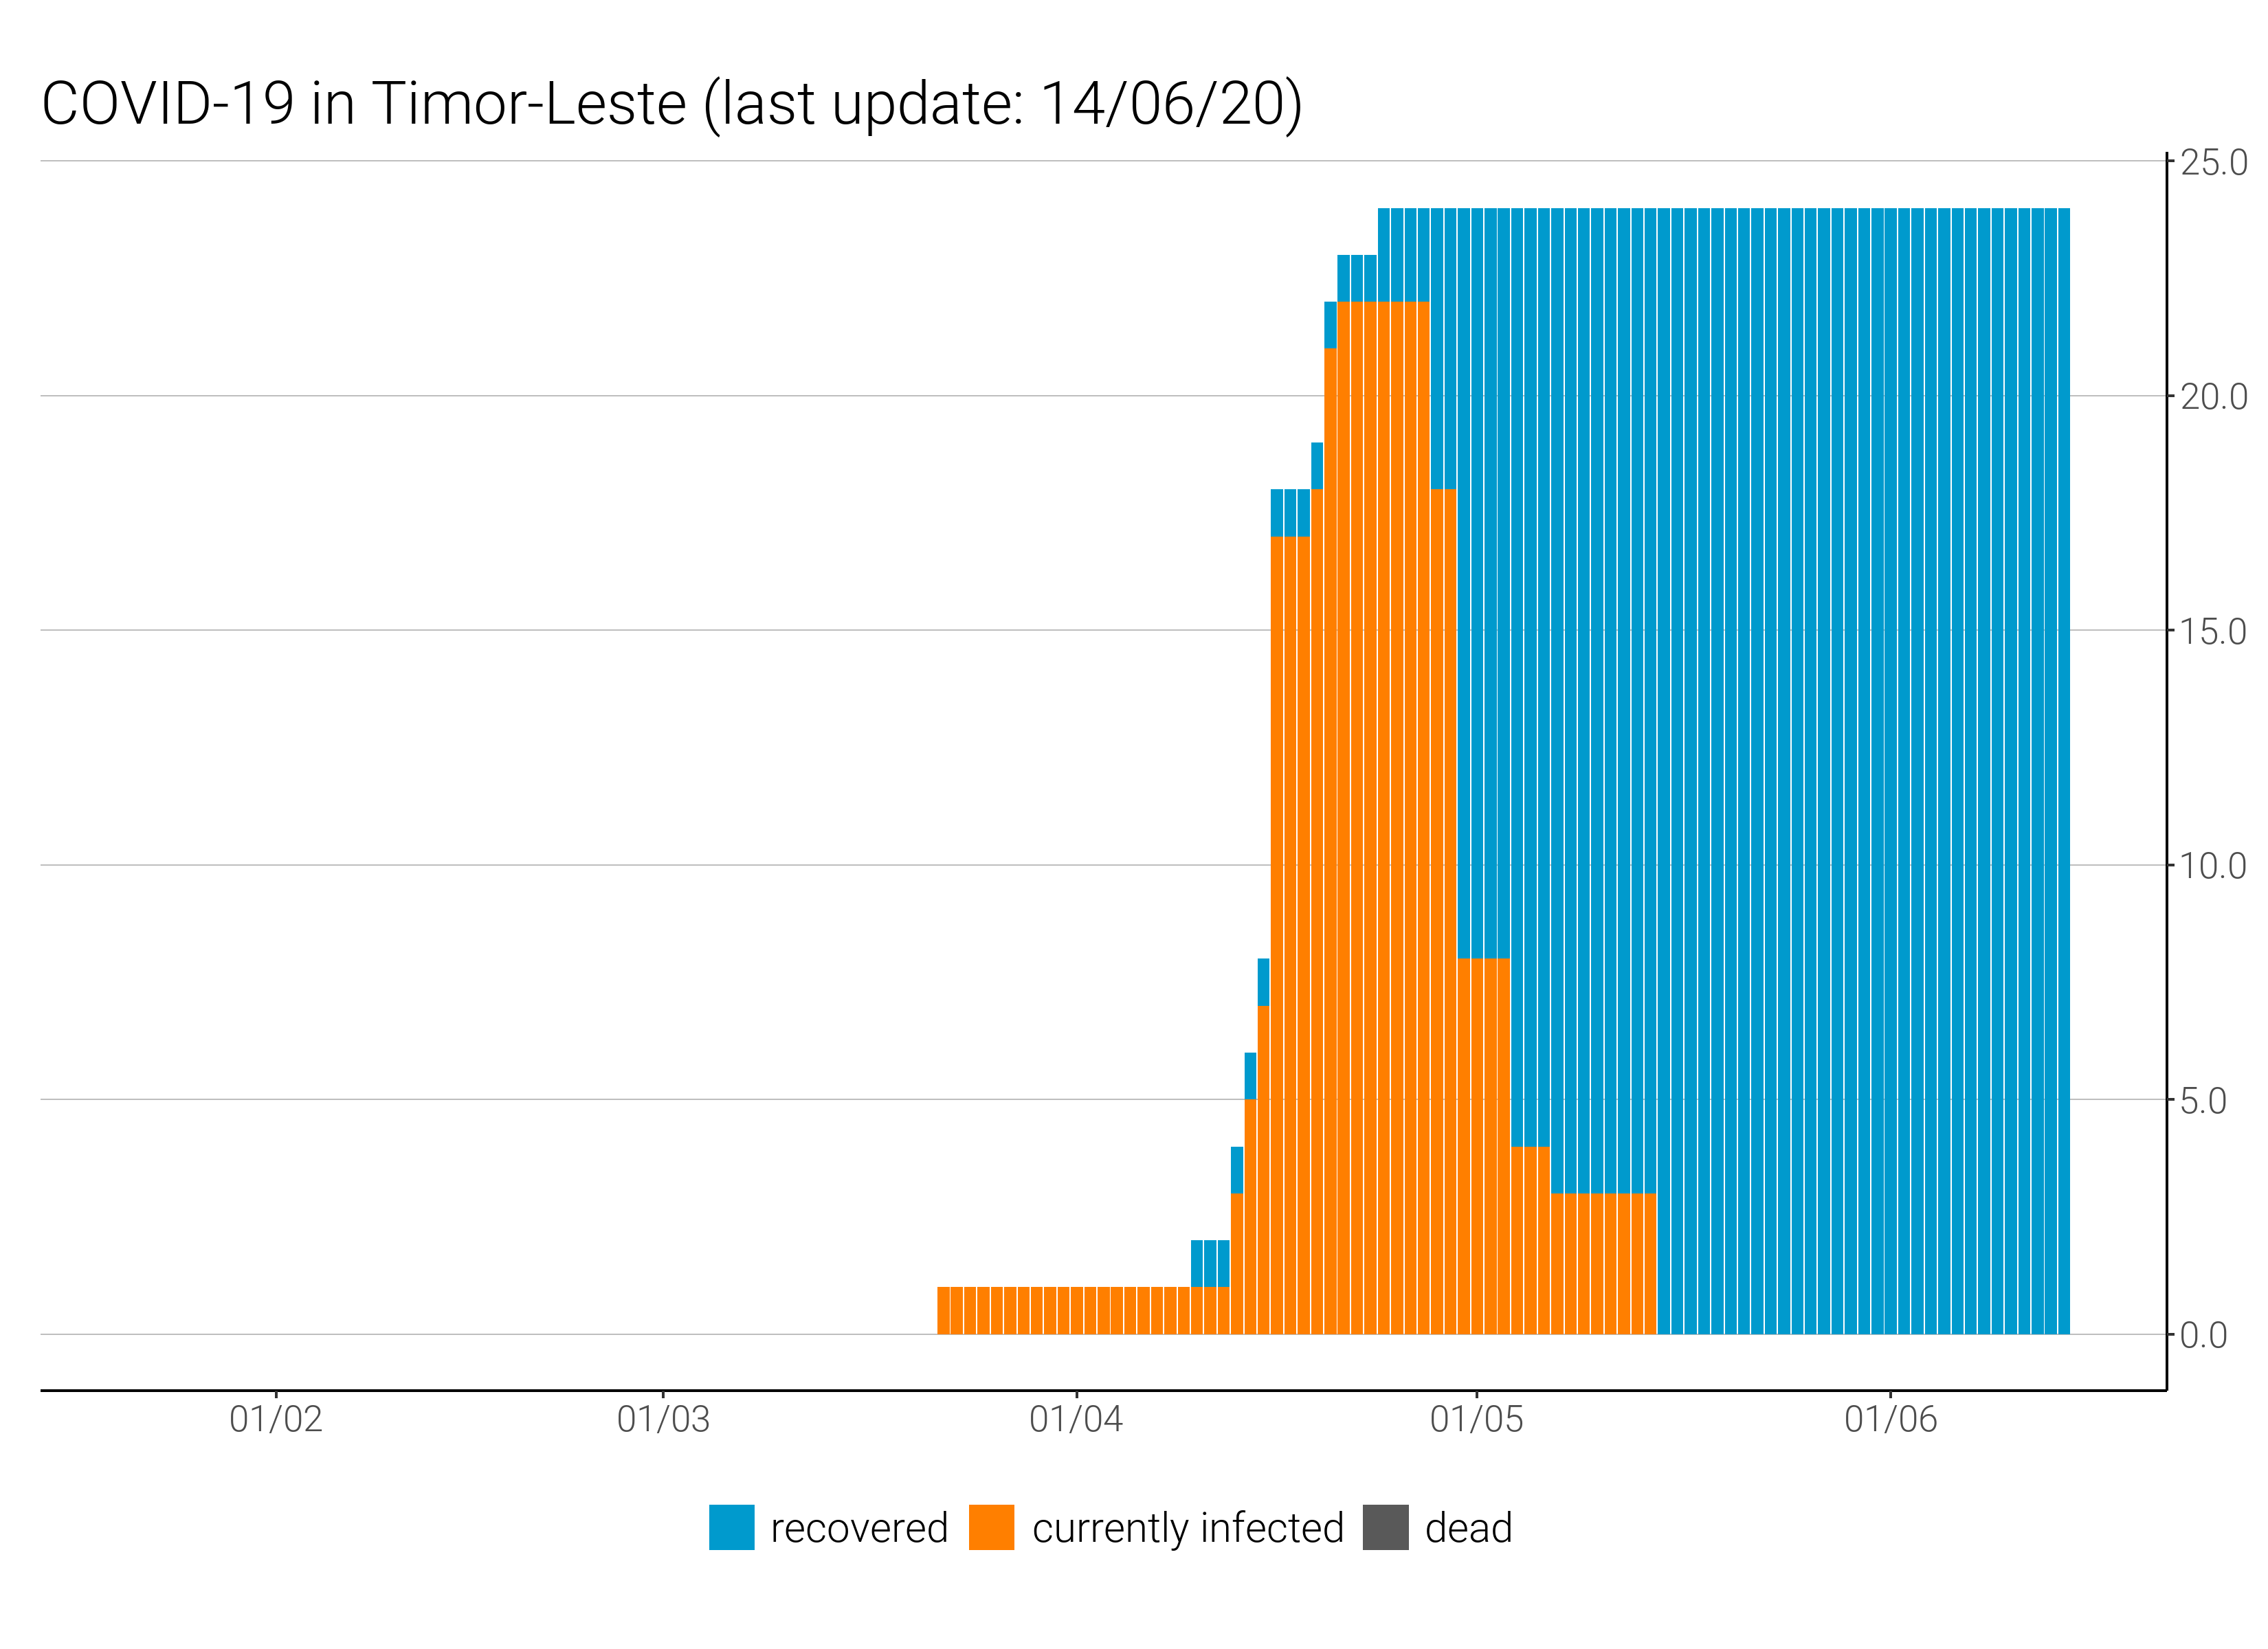 COVID-19 in Timor-Leste (last update: 14/06/20)
25.0
20.0
15.0
10.0
5.0
0.0
01/02 01/03 01/04 01/05 01/06
recovered currently infected dead